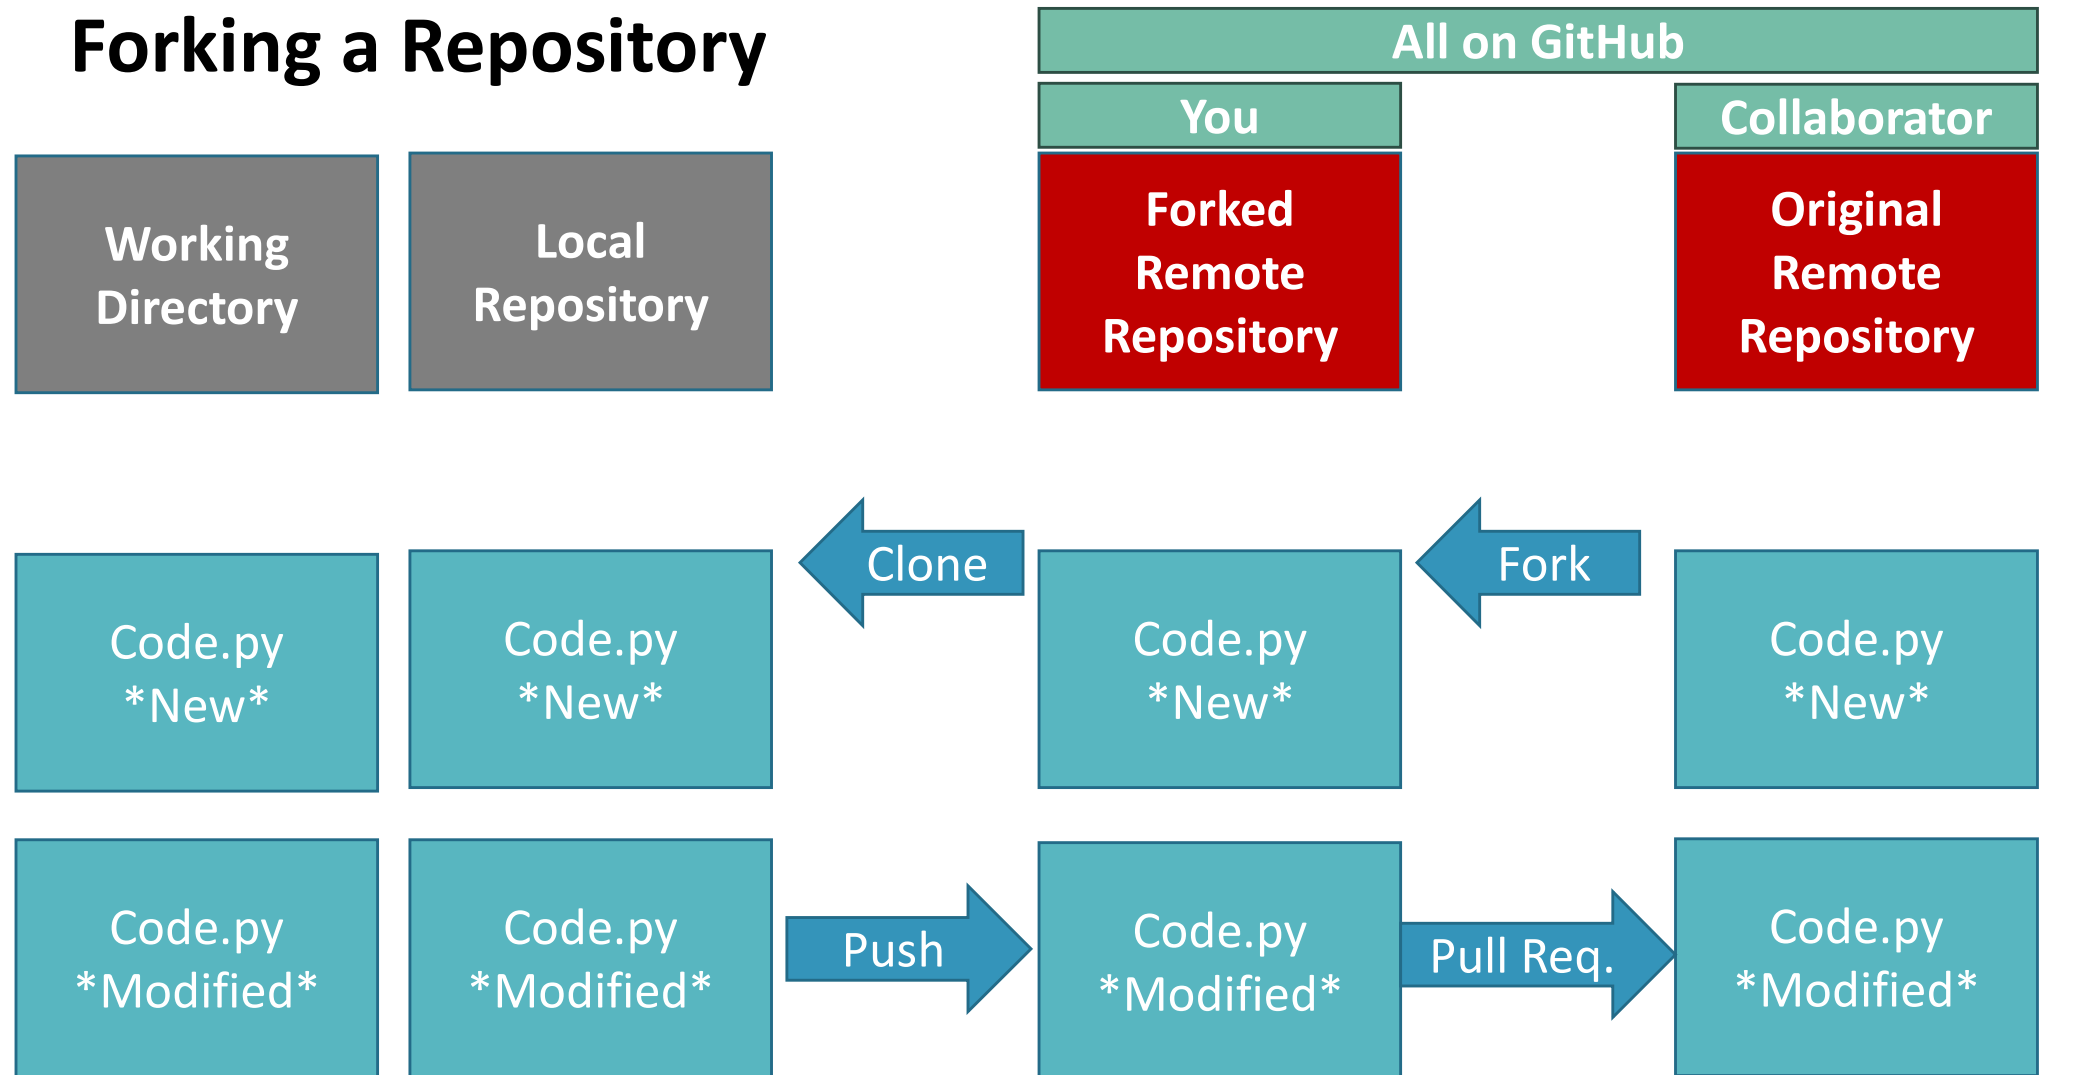 Forking a Repository
All on GitHub
You
Collaborator
Working
Directory
Local
Repository
Forked
Remote
Repository
Original
Remote
Repository
Clone
Fork
Code.py
*New*
Code.py
*New*
Code.py
*New*
Code.py
*New*
Code.py
*Modified*
Code.py
*Modified*
Push
Code.py
*Modified*
Pull Req.
Code.py
*Modified*